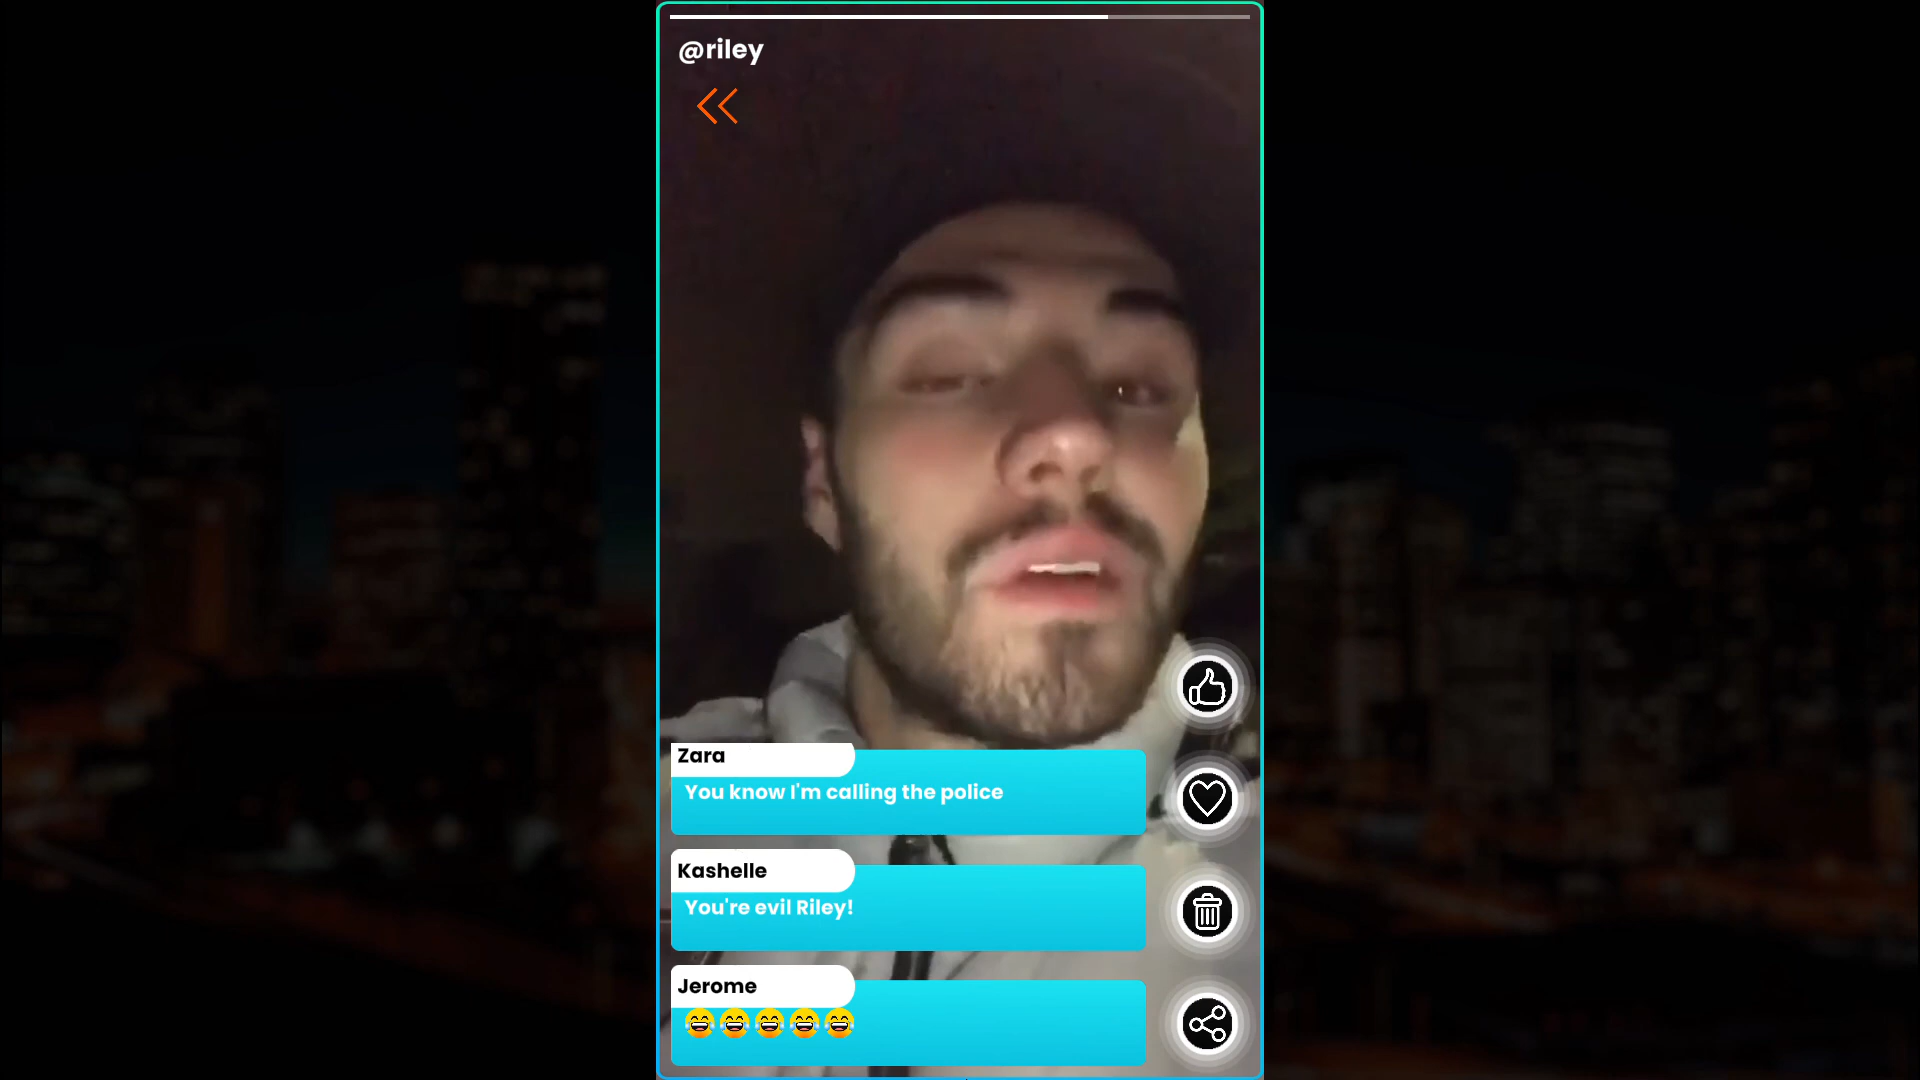 @riley
Zara
You know I'm calling the police
Kashelle
You're evil Riley!
Jerome
😂😂😂😂😂